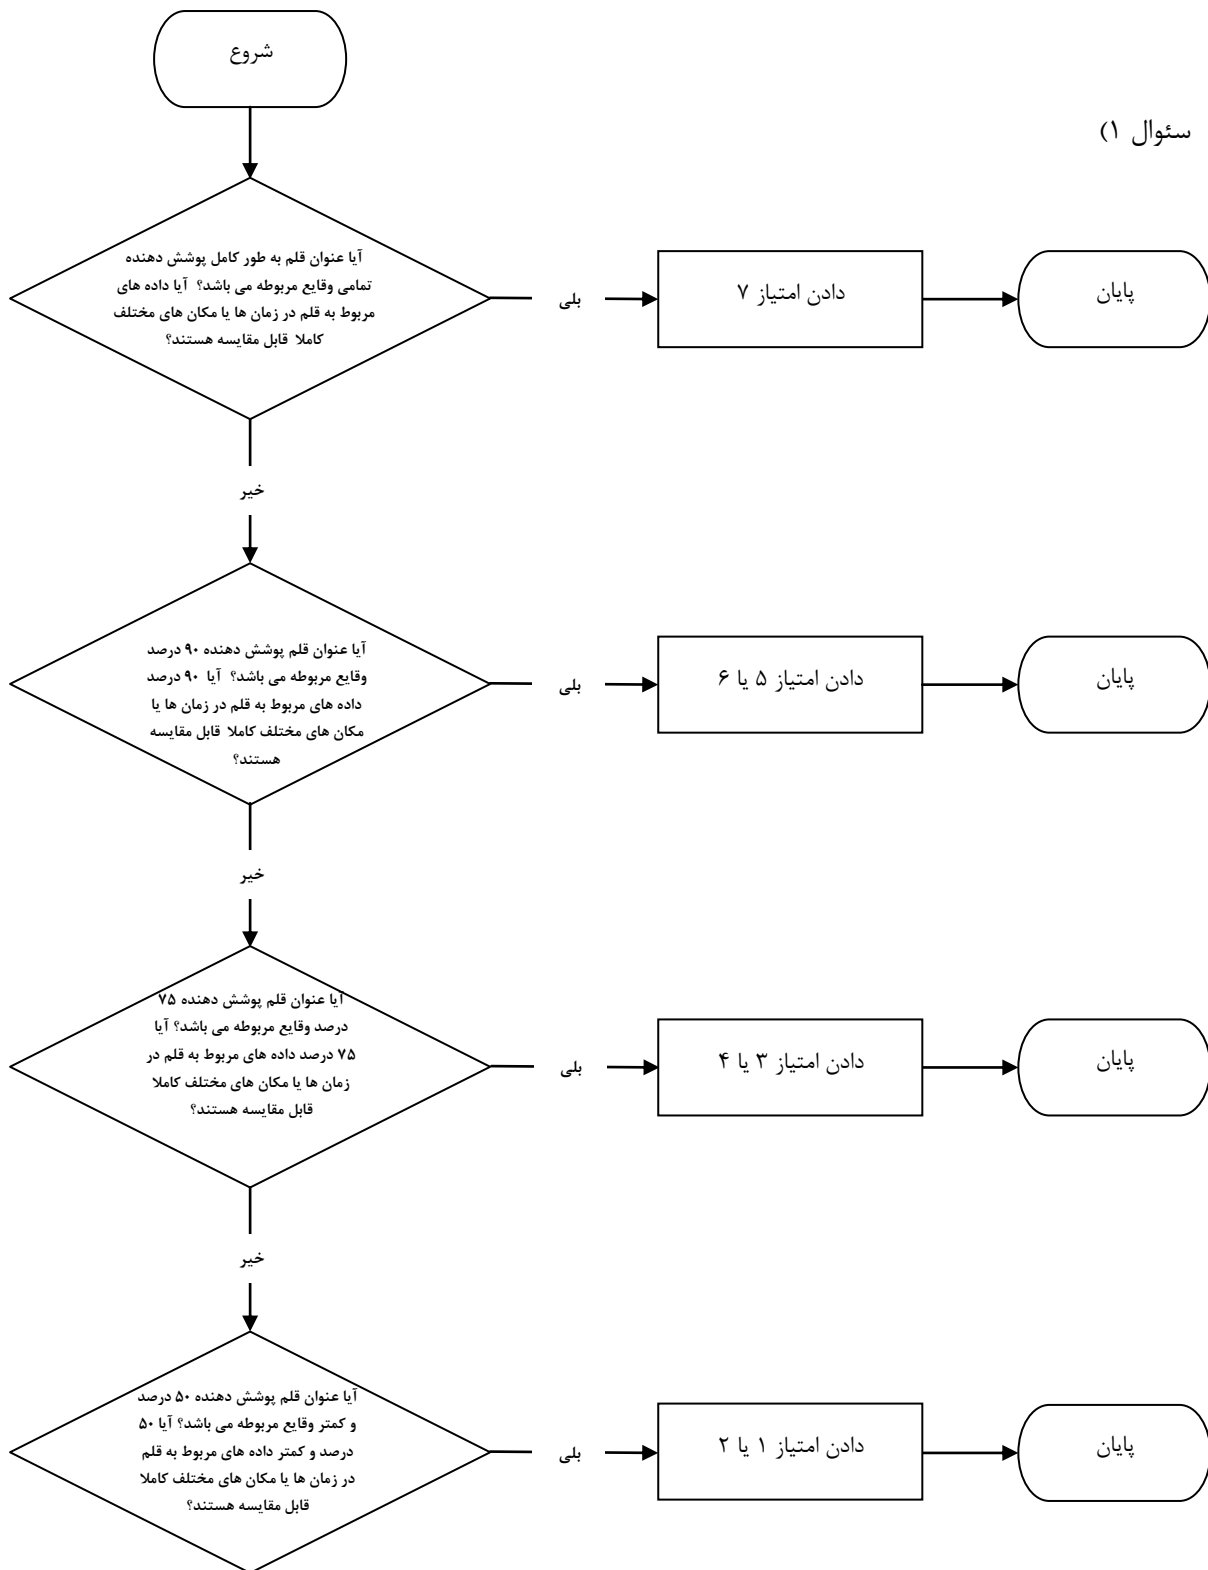 شروع
سئوال ۱)
آیا عنوان قلم به طور کامل پوشش دهنده
تمامی وقایع مربوطه می باشد؟ آیا داده های
مربوط به قلم در زمان ها یا مکان های مختلف
کاملا قابل مقایسه هستند؟
بلی
دادن امتیاز ۷
پایان
خیر
آیا عنوان قلم پوشش دهنده ۹۰ درصد
وقایع مربوطه می باشد؟ آیا ۹۰ درصد
داده های مربوط به قلم در زمان ها یا
مکان های مختلف کاملا قابل مقایسه
هستند؟
بلی
دادن امتیاز ۵ یا ۶
پایان
خیر
آیا عنوان قلم پوشش دهنده ۷۵
درصد وقایع مربوطه می باشد؟ آیا
۷۵ درصد داده های مربوط به قلم در
زمان ها یا مکان های مختلف کاملا
قابل مقایسه هستند؟
بلی
دادن امتیاز ۳ یا ۴
پایان
خیر
آیا عنوان قلم پوشش دهنده ۵۰ درصد
و کمتر وقایع مربوطه می باشد؟ آیا ۵۰
درصد و کمتر داده های مربوط به قلم
در زمان ها یا مکان های مختلف کاملا
قابل مقایسه هستند؟
بلی
دادن امتیاز ۱ یا ۲
پایان